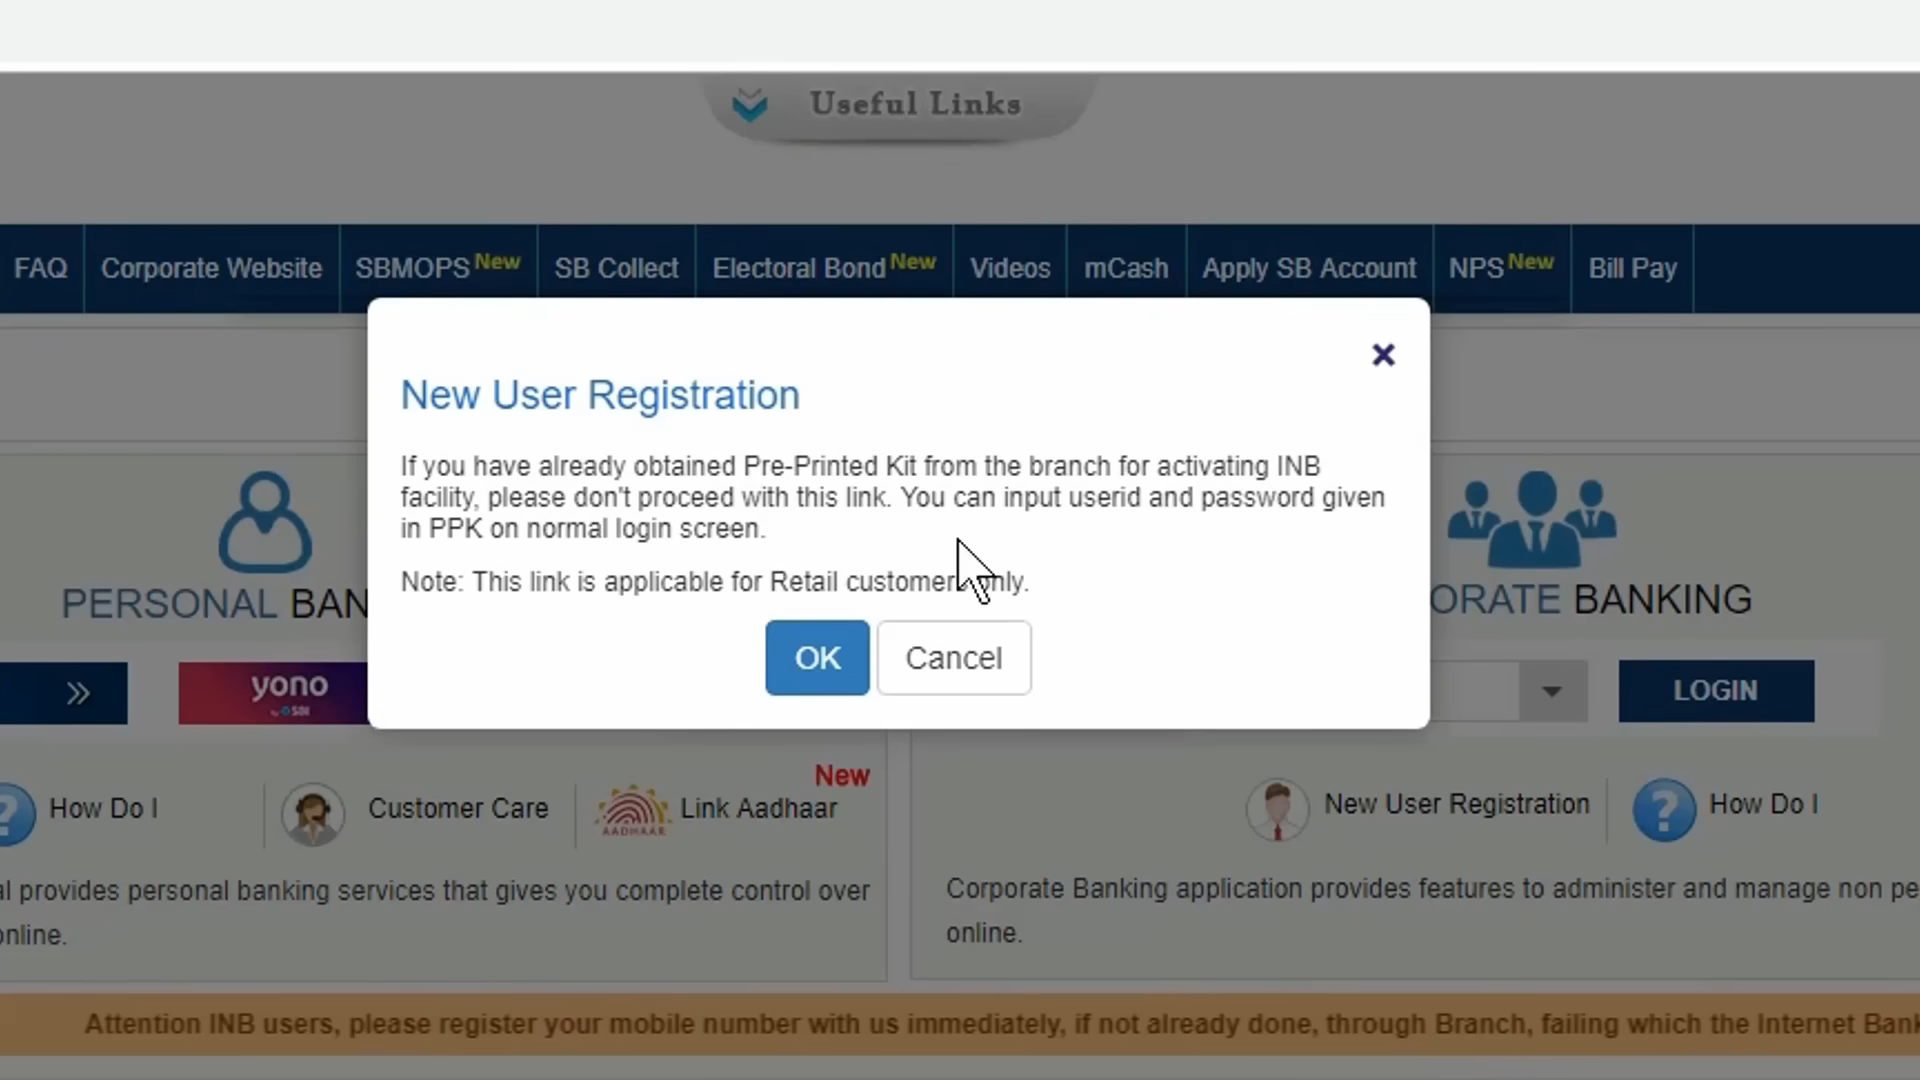 Useful Links
FAQ Corporate Website SBMOPS New SB Collect Electoral Bond New Videos mCash Apply SB Account NPS New Bill Pay
New User Registration
If you have already obtained Pre-Printed Kit from the branch for activating INB
facility, please don't proceed with this link. You can input userid and password given
in PPK on normal login screen.
Note: This link is applicable for Retail customer only.
OK Cancel
PERSONAL BAN
ORATE BANKING
yono
by SBI
LOGIN
New
How Do I Customer Care Link Aadhaar
AADHAAR
New User Registration How Do I
al provides personal banking services that gives you complete control over
online.
Corporate Banking application provides features to administer and manage non pe
online.
Attention INB users, please register your mobile number with us immediately, if not already done, through Branch, failing which the Internet Bank